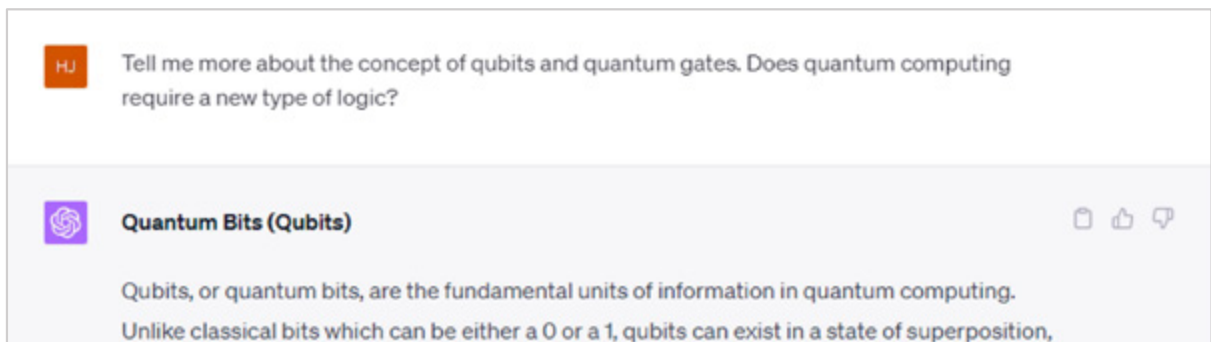 HJ
Tell me more about the concept of qubits and quantum gates. Does quantum computing
require a new type of logic?
Quantum Bits (Qubits)
Qubits, or quantum bits, are the fundamental units of information in quantum computing.
Unlike classical bits which can be either a 0 or a 1, qubits can exist in a state of superposition,